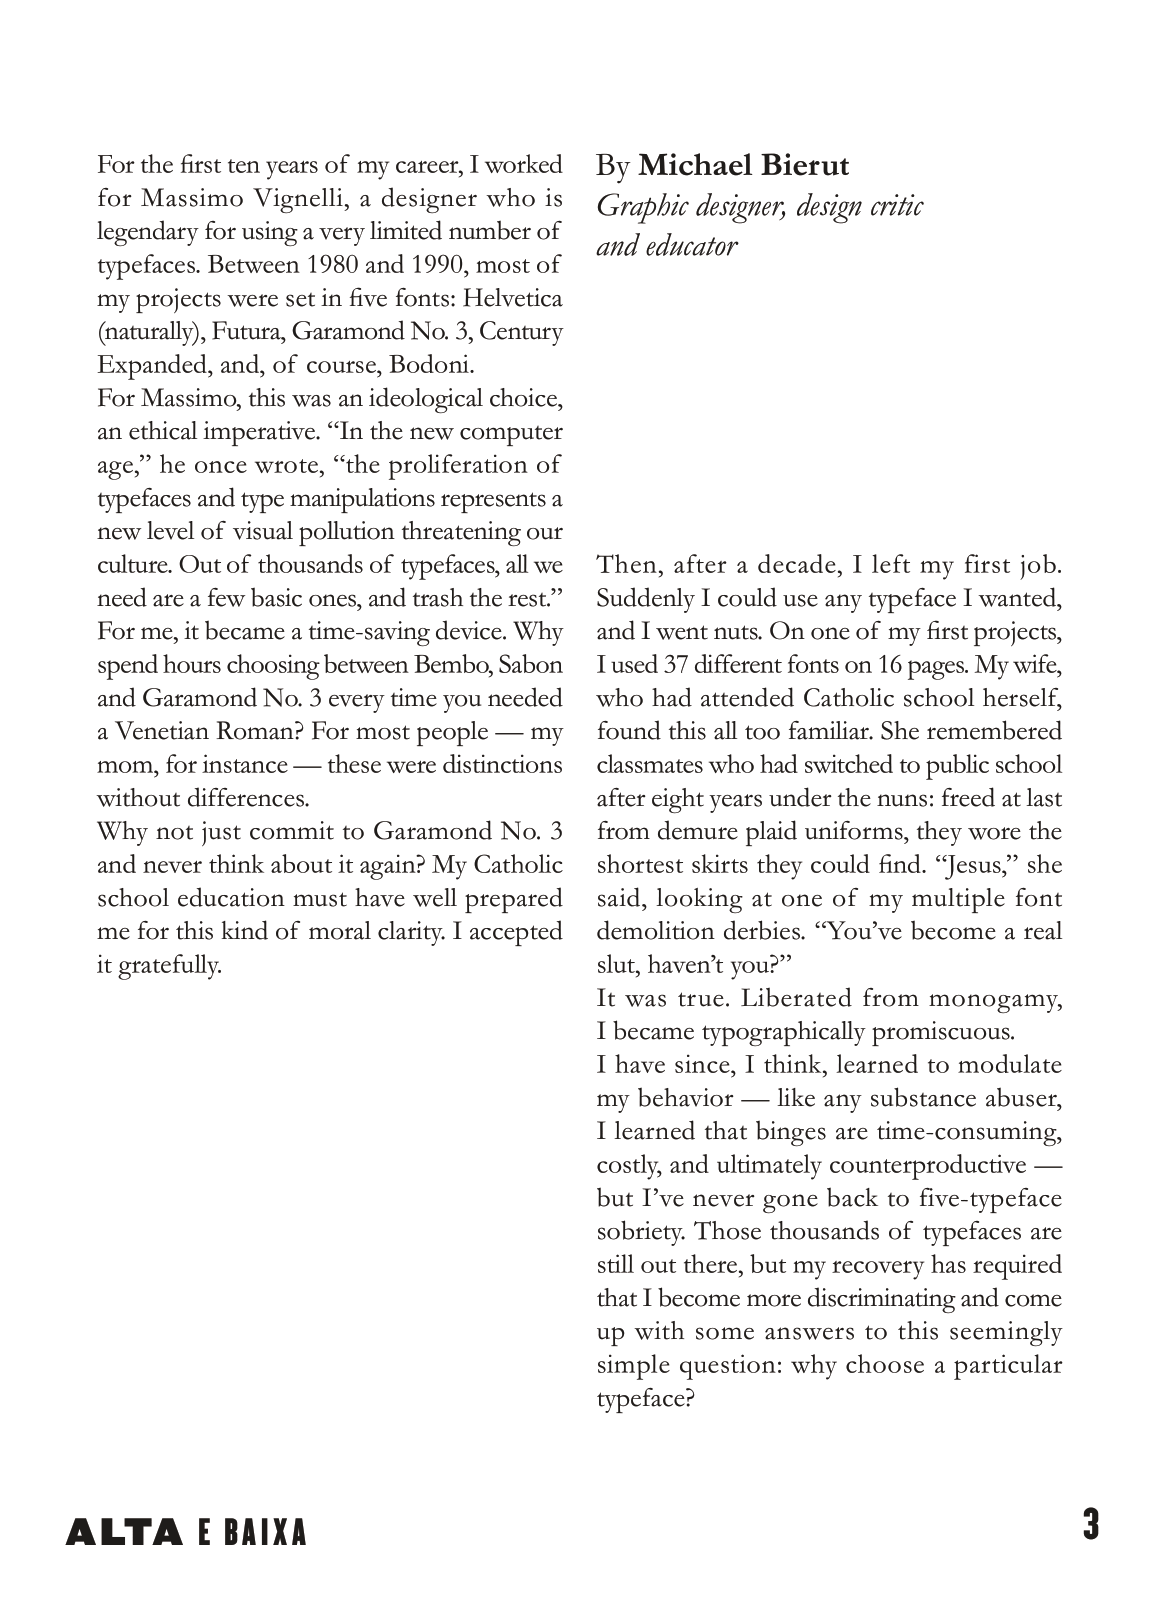 For the first ten years of my career, I worked
for Massimo Vignelli, a designer who is
legendary for using a very limited number of
typefaces. Between 1980 and 1990, most of
my projects were set in five fonts: Helvetica
(naturally), Futura, Garamond No. 3, Century
Expanded, and, of course, Bodoni.
For Massimo, this was an ideological choice,
an ethical imperative. “In the new computer
age,” he once wrote, “the proliferation of
typefaces and type manipulations represents a
new level of visual pollution threatening our
culture. Out of thousands of typefaces, all we
need are a few basic ones, and trash the rest.”
For me, it became a time-saving device. Why
spend hours choosing between Bembo, Sabon
and Garamond No. 3 every time you needed
a Venetian Roman? For most people — my
mom, for instance — these were distinctions
without differences.
Why not just commit to Garamond No. 3
and never think about it again? My Catholic
school education must have well prepared
me for this kind of moral clarity. I accepted
it gratefully.
By Michael Bierut
Graphic designer, design critic
and educator
Then, after a decade, I left my first job.
Suddenly I could use any typeface I wanted,
and I went nuts. On one of my first projects,
I used 37 different fonts on 16 pages. My wife,
who had attended Catholic school herself,
found this all too familiar. She remembered
classmates who had switched to public school
after eight years under the nuns: freed at last
from demure plaid uniforms, they wore the
shortest skirts they could find. “Jesus,” she
said, looking at one of my multiple font
demolition derbies. “You’ve become a real
slut, haven’t you?”
It was true. Liberated from monogamy,
I became typographically promiscuous.
I have since, I think, learned to modulate
my behavior — like any substance abuser,
I learned that binges are time-consuming,
costly, and ultimately counterproductive —
but I’ve never gone back to five-typeface
sobriety. Those thousands of typefaces are
still out there, but my recovery has required
that I become more discriminating and come
up with some answers to this seemingly
simple question: why choose a particular
typeface?
ALTA E BAIXA
3